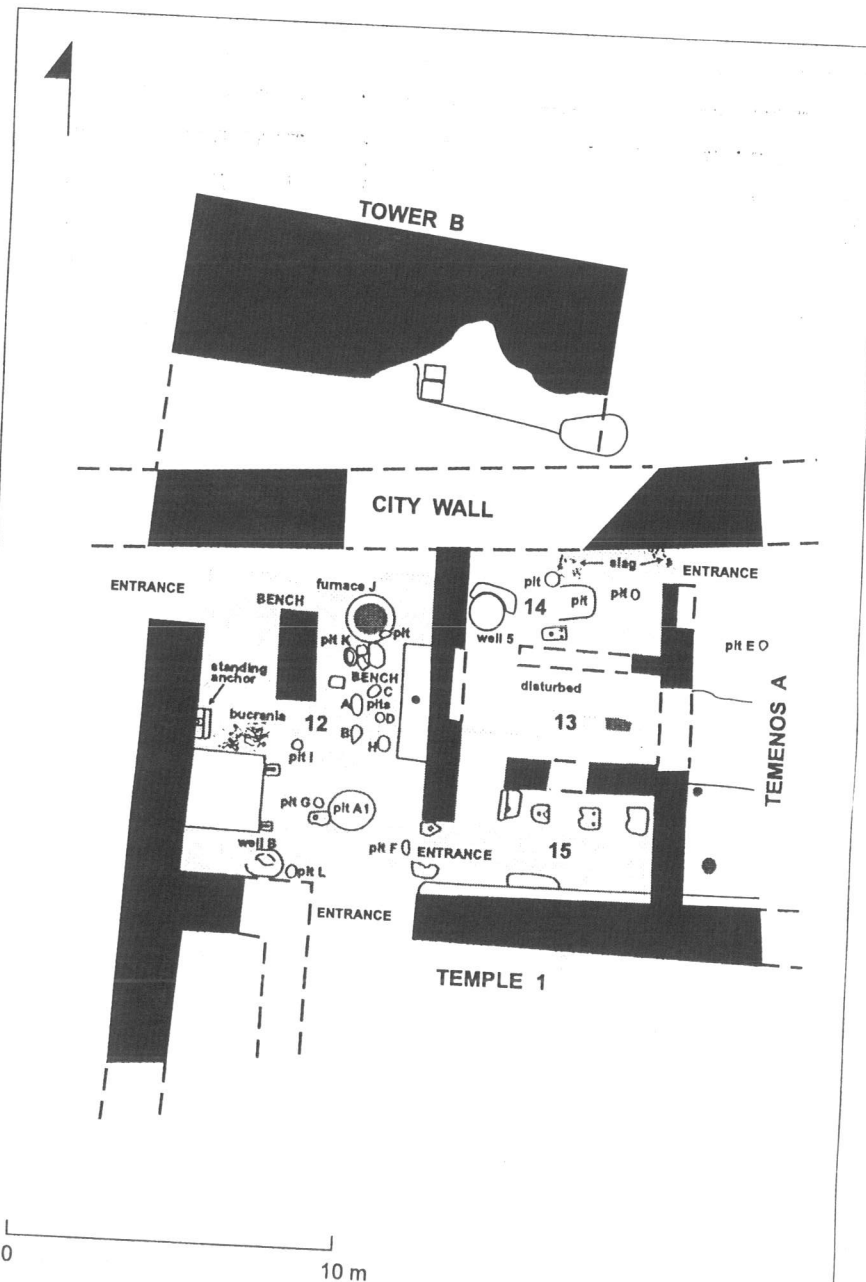 TOWER B
CITY WALL
ENTRANCE
BENCH
furnace J
pit
slag
ENTRANCE
pit
14
pit
pit O
well 5
pit K
pit E
standing
anchor
BENCH
C
pits
A
D
disturbed
bucrania
12
13
B
H
pit I
TEMENOS A
pit G
pit A1
well B
pit F
ENTRANCE
15
pit L
ENTRANCE
TEMPLE 1
0
10 m